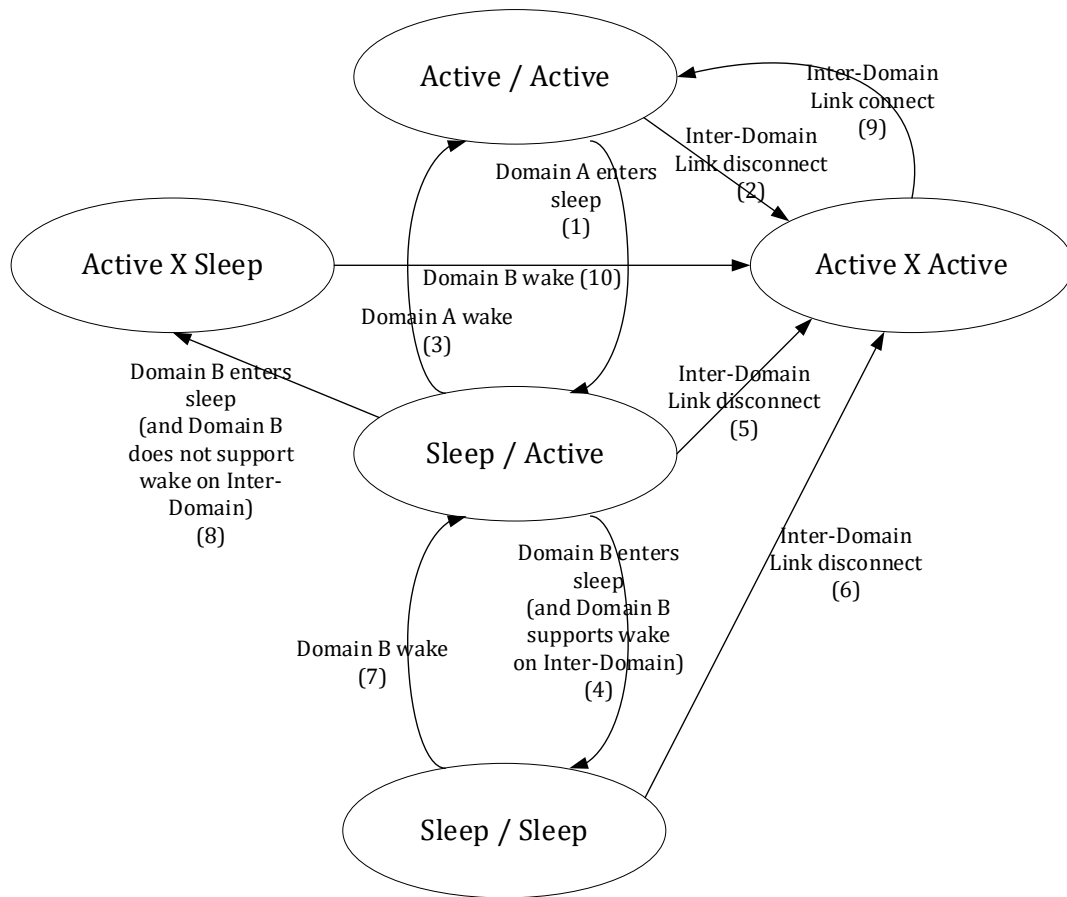 Active / Active
Inter-Domain
Link connect
(9)
Inter-Domain
Link disconnect
(2)
Domain A enters
sleep
(1)
Active X Sleep
Active X Active
Domain B wake (10)
Domain A wake
(3)
Domain B enters
sleep
(and Domain B
does not support
wake on Inter-
Domain)
(8)
Inter-Domain
Link disconnect
(5)
Sleep / Active
Domain B enters
sleep
(and Domain B
supports wake
on Inter-Domain)
(4)
Inter-Domain
Link disconnect
(6)
Domain B wake
(7)
Sleep / Sleep